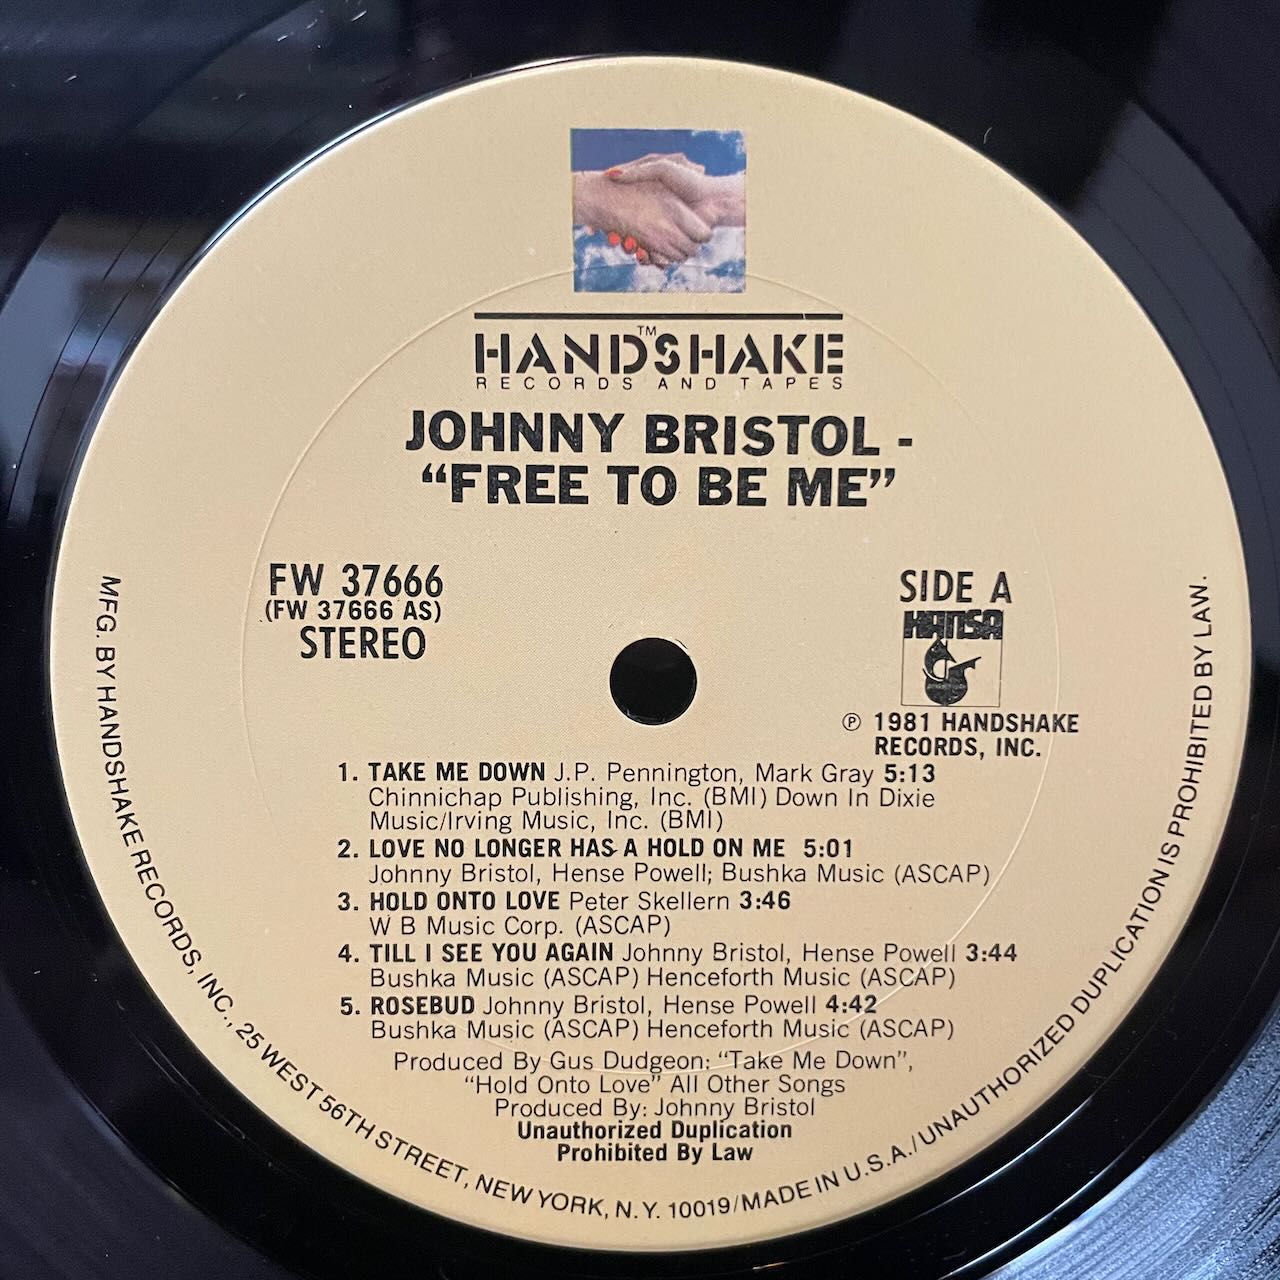 HANDSHAKE™
RECORDS AND TAPES
JOHNNY BRISTOL -
“FREE TO BE ME”
FW 37666
(FW 37666 AS)
STEREO
SIDE A
HANSA
℗ 1981 HANDSHAKE
RECORDS, INC.
1. TAKE ME DOWN J.P. Pennington, Mark Gray 5:13
Chinnichap Publishing, Inc. (BMI) Down In Dixie
Music/Irving Music, Inc. (BMI)
2. LOVE NO LONGER HAS A HOLD ON ME 5:01
Johnny Bristol, Hense Powell; Bushka Music (ASCAP)
3. HOLD ONTO LOVE Peter Skellern 3:46
W B Music Corp. (ASCAP)
4. TILL I SEE YOU AGAIN Johnny Bristol, Hense Powell 3:44
Bushka Music (ASCAP) Henceforth Music (ASCAP)
5. ROSEBUD Johnny Bristol, Hense Powell 4:42
Bushka Music (ASCAP) Henceforth Music (ASCAP)
Produced By Gus Dudgeon: “Take Me Down”,
“Hold Onto Love” All Other Songs
Produced By: Johnny Bristol
Unauthorized Duplication
Prohibited By Law
MFG. BY HANDSHAKE RECORDS, INC., 25 WEST 56TH STREET, NEW YORK, N.Y. 10019/MADE IN U.S.A./UNAUTHORIZED DUPLICATION IS PROHIBITED BY LAW.